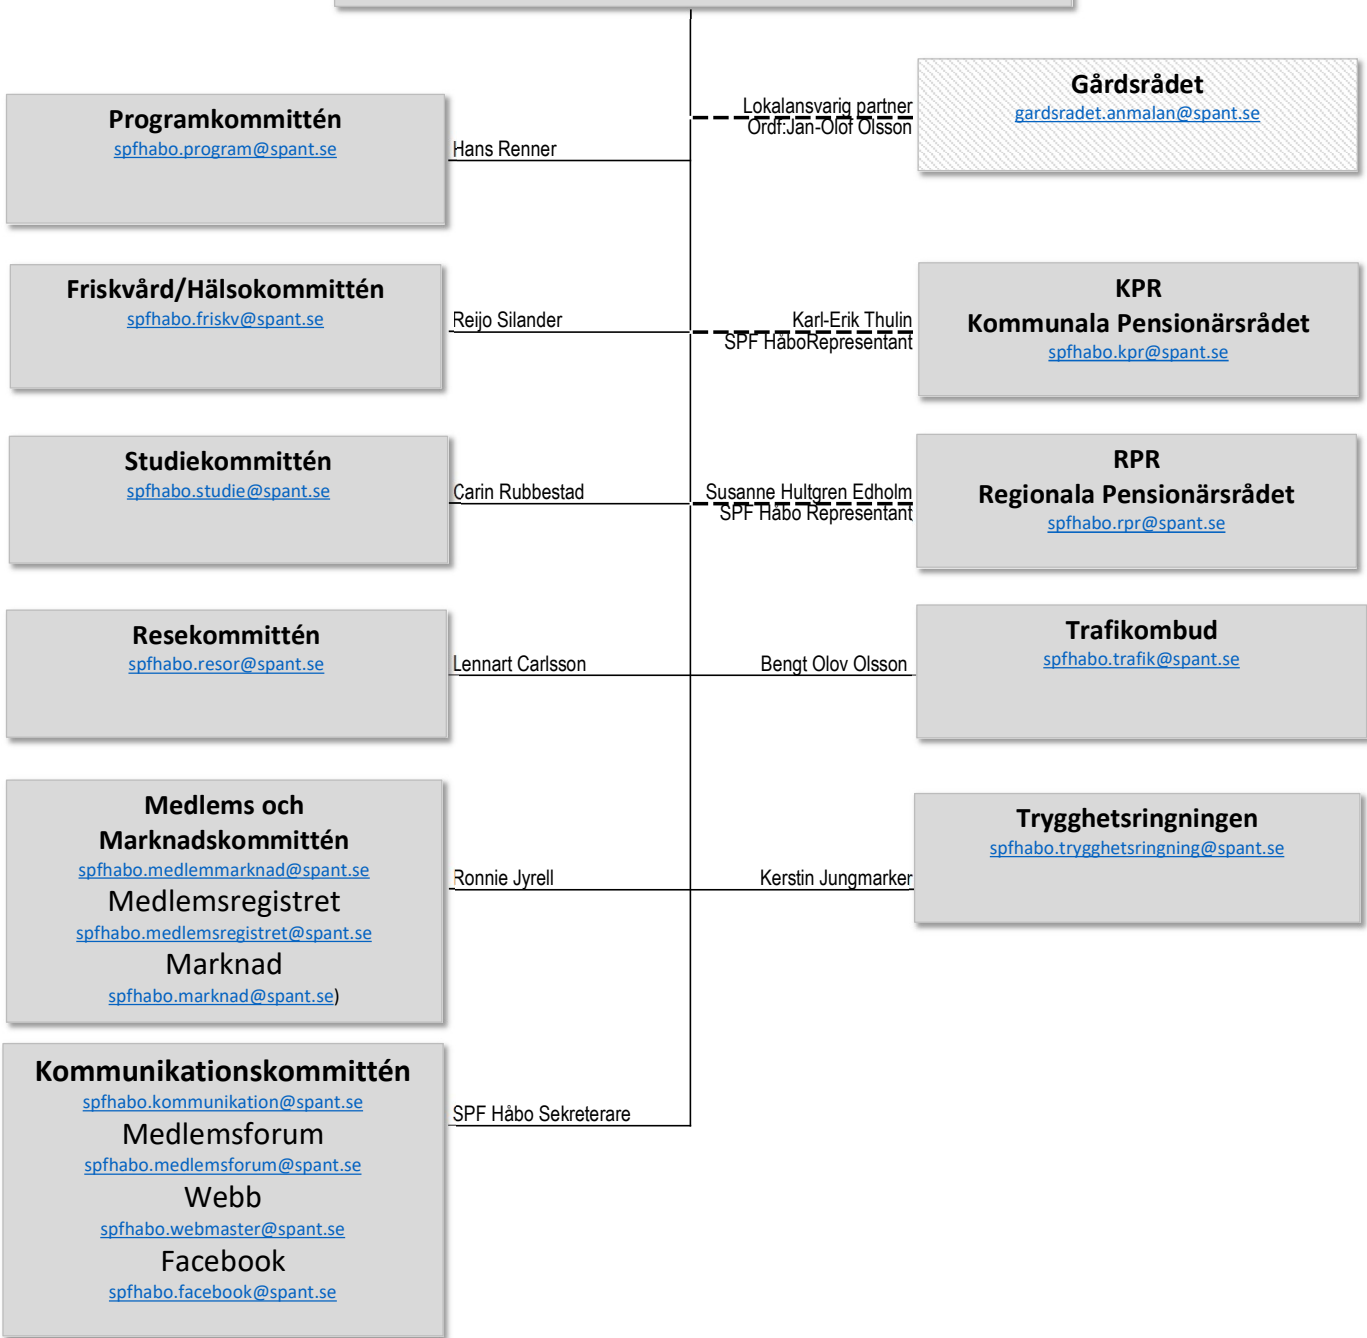 Programkommittén
spfhabo.program@spant.se
Hans Renner
Lokalansvarig partner
Ordf:Jan-Olof Olsson
Gårdsrådet
gardsradet.anmalan@spant.se
Friskvård/Hälsokommittén
spfhabo.friskv@spant.se
Reijo Silander
Karl-Erik Thulin
SPF HåboRepresentant
KPR
Kommunala Pensionärsrådet
spfhabo.kpr@spant.se
Studiekommittén
spfhabo.studie@spant.se
Carin Rubbestad
Susanne Hultgren Edholm
SPF Håbo Representant
RPR
Regionala Pensionärsrådet
spfhabo.rpr@spant.se
Resekommittén
spfhabo.resor@spant.se
Lennart Carlsson
Bengt Olov Olsson
Trafikombud
spfhabo.trafik@spant.se
Medlems och
Marknadskommittén
spfhabo.medlemmarknad@spant.se
Medlemsregistret
spfhabo.medlemsregistret@spant.se
Marknad
spfhabo.marknad@spant.se)
Ronnie Jyrell
Kerstin Jungmarker
Trygghetsringningen
spfhabo.trygghetsringning@spant.se
Kommunikationskommittén
spfhabo.kommunikation@spant.se
Medlemsforum
spfhabo.medlemsforum@spant.se
Webb
spfhabo.webmaster@spant.se
Facebook
spfhabo.facebook@spant.se
SPF Håbo Sekreterare